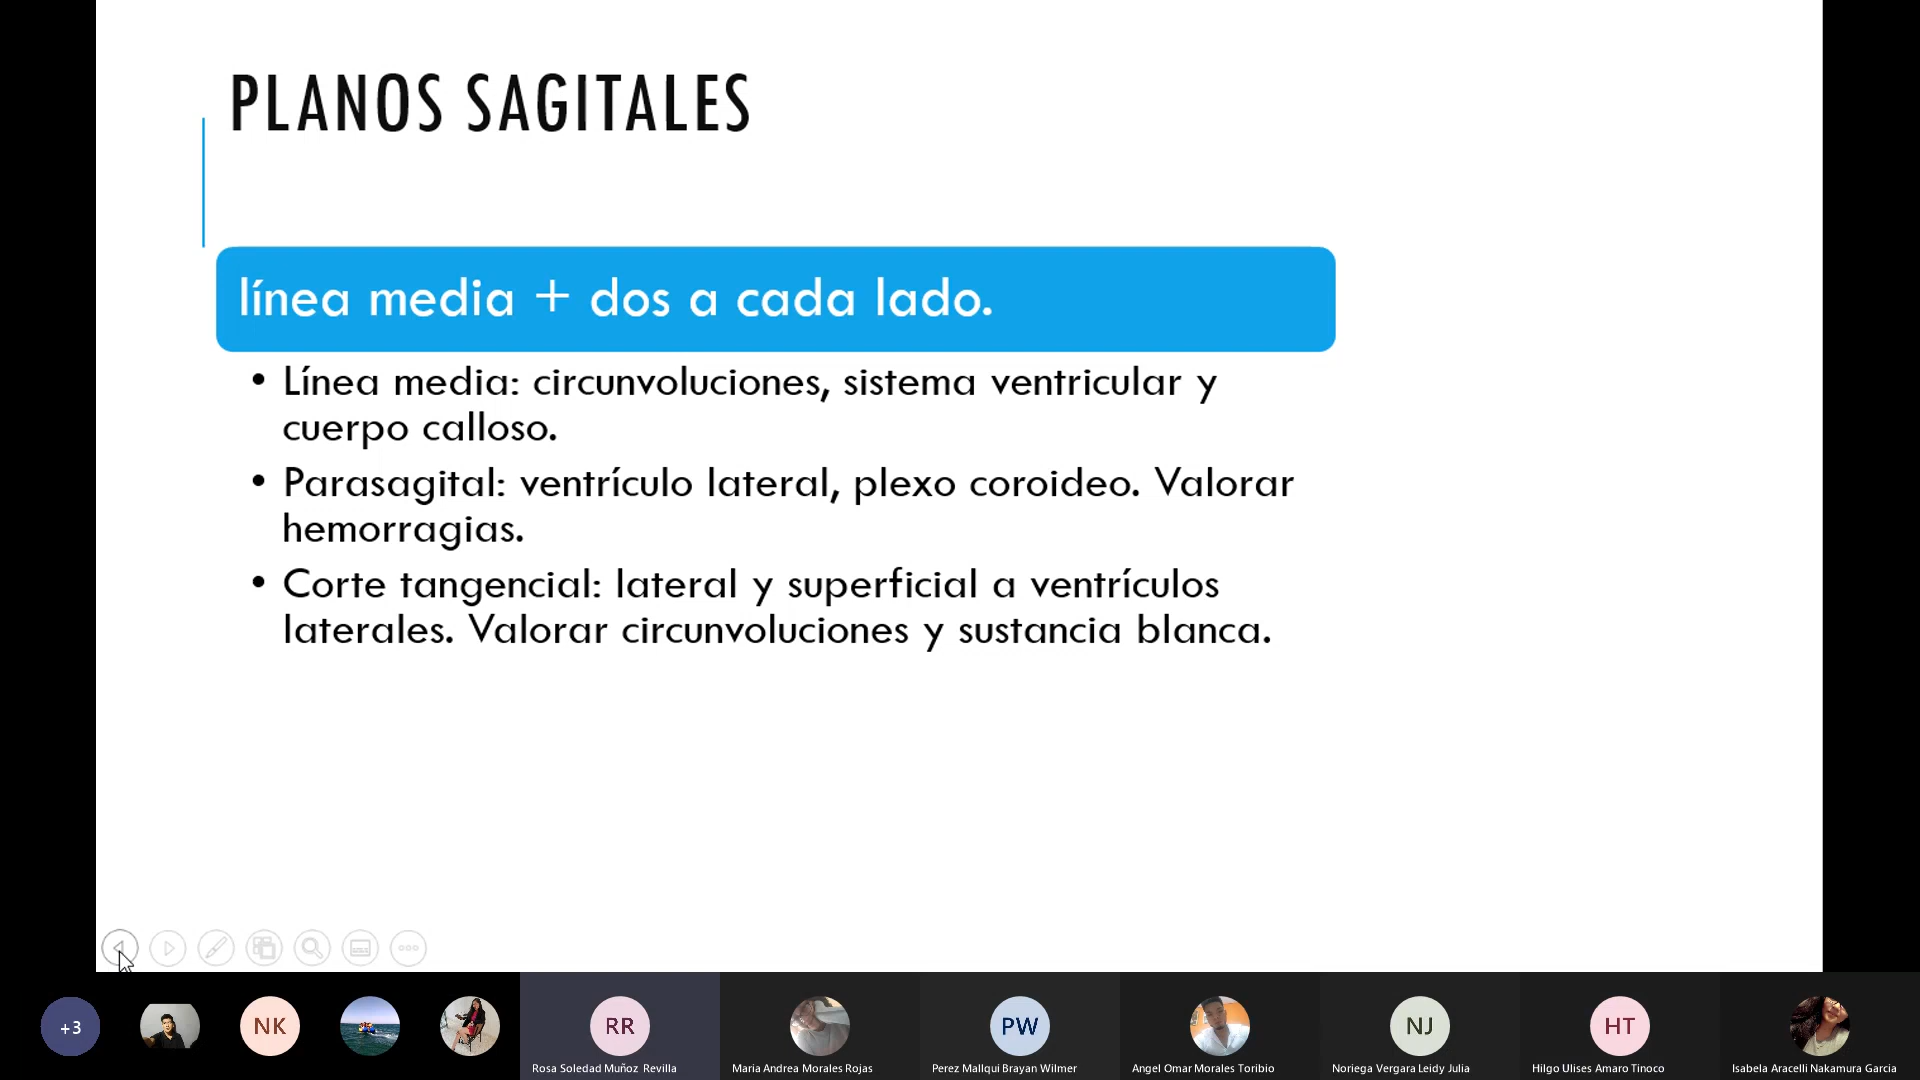 PLANOS SAGITALES
línea media + dos a cada lado.
• Línea media: circunvoluciones, sistema ventricular y
cuerpo calloso.
• Parasagital: ventrículo lateral, plexo coroideo. Valorar
hemorragias.
• Corte tangencial: lateral y superficial a ventrículos
laterales. Valorar circunvoluciones y sustancia blanca.
+3
NK
RR
PW
NJ
HT
Rosa Soledad Muñoz Revilla
Maria Andrea Morales Rojas
Perez Mallqui Brayan Wilmer
Angel Omar Morales Toribio
Noriega Vergara Leidy Julia
Hilgo Ulises Amaro Tinoco
Isabela Aracelli Nakamura Garcia